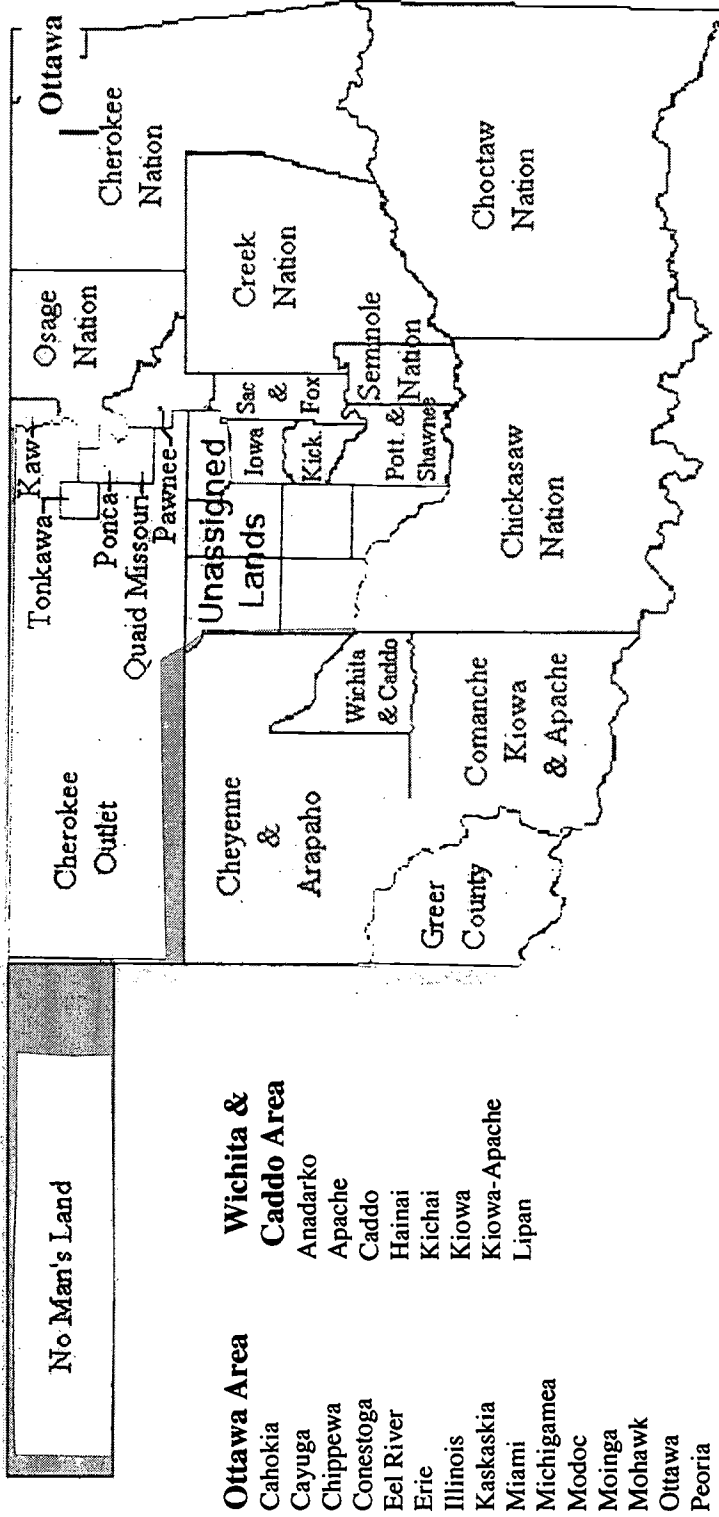 No Man's Land
Cherokee
Outlet
Tonkawa
Kaw
Ponca
Quaid Missouri
Pawnee
Osage
Nation
Cherokee
Nation
Ottawa
Cheyenne
&
Arapaho
Unassigned
Lands
Iowa
Sac
&
Fox
Kick.
Pott. &
Shawnee
Seminole
Nation
Creek
Nation
Wichita
& Caddo
Greer
County
Comanche
Kiowa
& Apache
Chickasaw
Nation
Choctaw
Nation
Ottawa Area
Cahokia
Cayuga
Chippewa
Conestoga
Eel River
Erie
Illinois
Kaskaskia
Miami
Michigamea
Modoc
Moinga
Mohawk
Ottawa
Peoria
Wichita &
Caddo Area
Anadarko
Apache
Caddo
Hainai
Kichai
Kiowa
Kiowa-Apache
Lipan